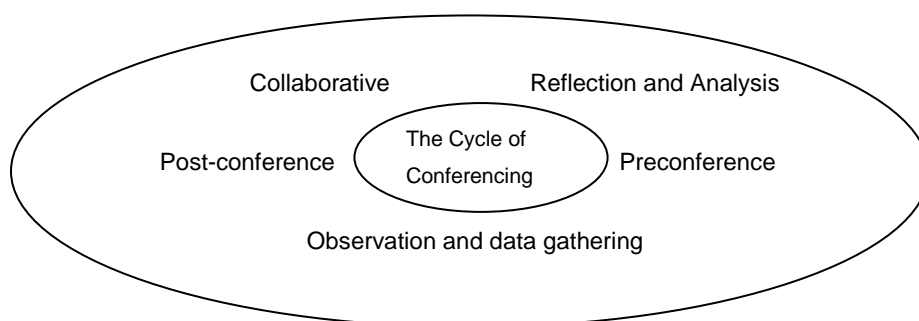 Collaborative Reflection and Analysis
The Cycle of
Post-conference Preconference
Conferencing
Observation and data gathering